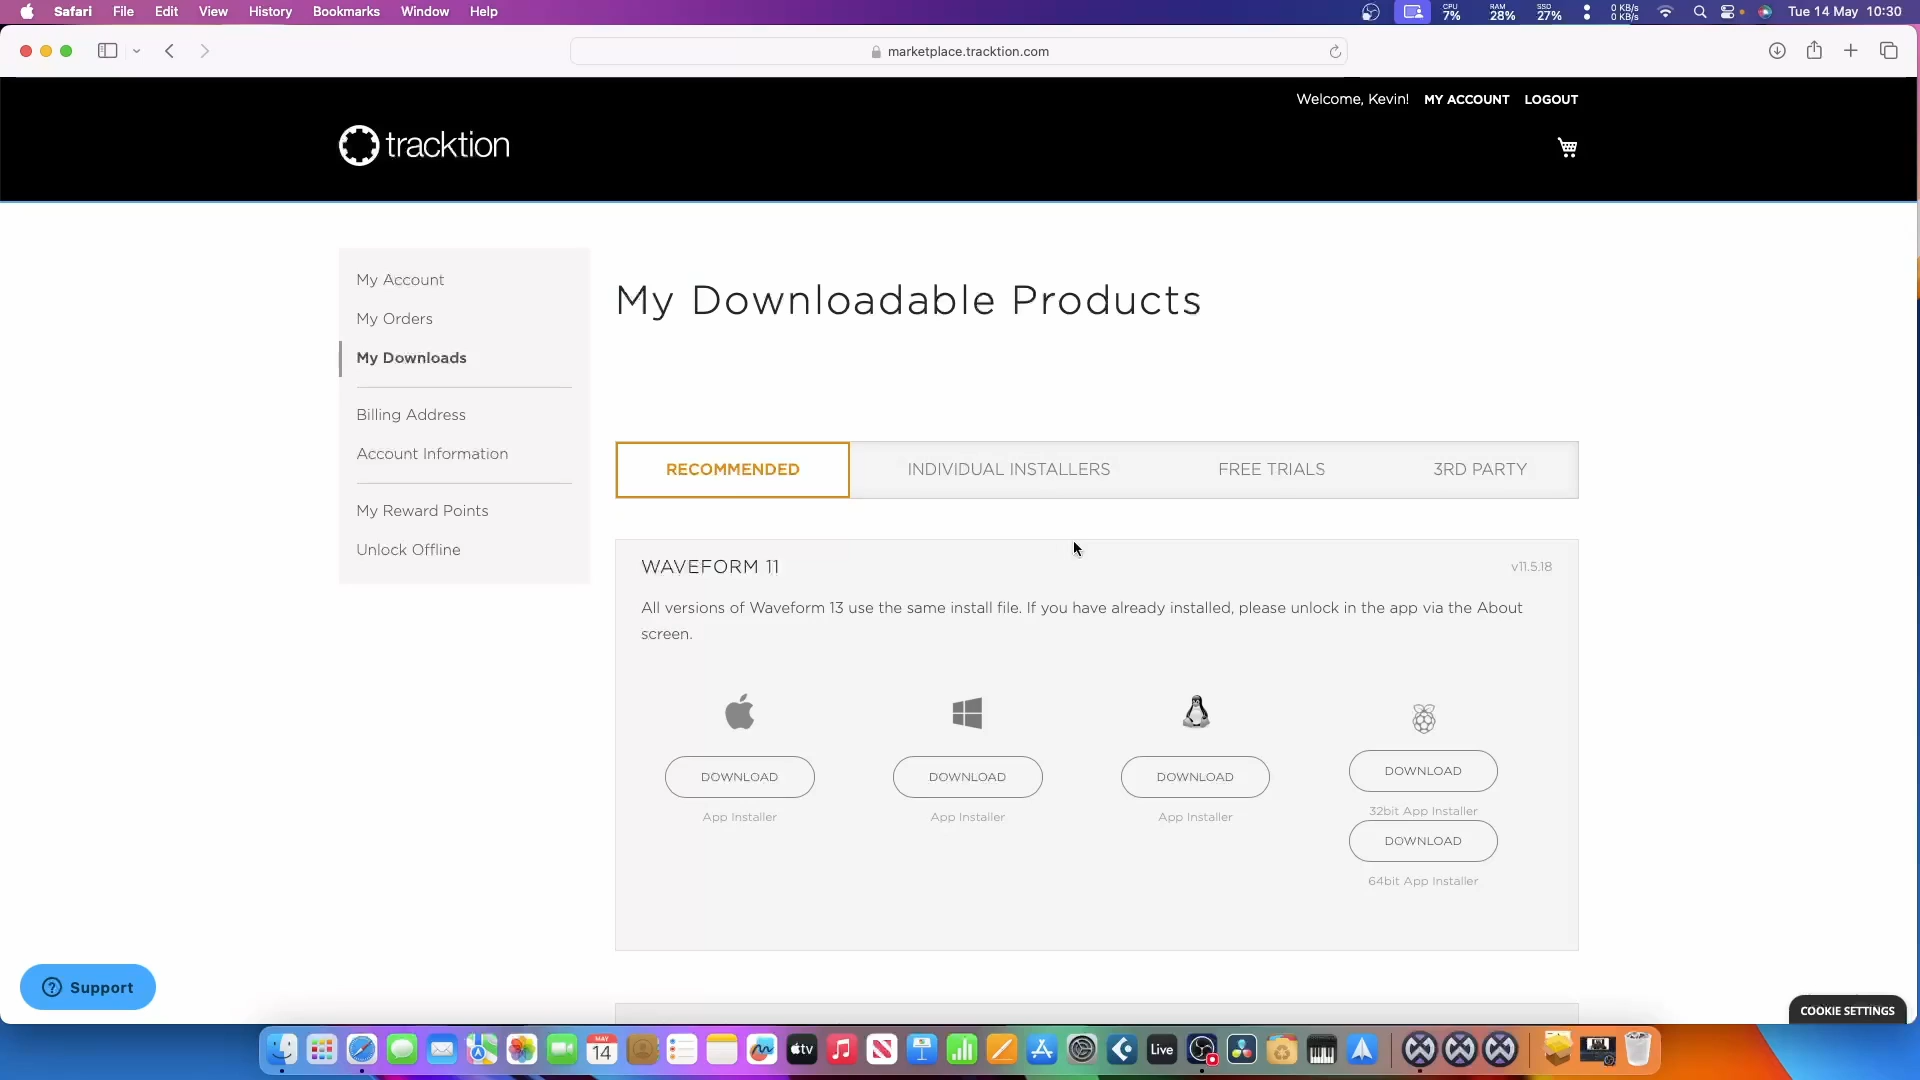 Safari File Edit View History Bookmarks Window Help
CPU 7% RAM 28% SSD 27% 0 KB/s 0 KB/s Tue 14 May 10:30
marketplace.tracktion.com
Welcome, Kevin! MY ACCOUNT LOGOUT
tracktion
My Account
My Orders
My Downloads
Billing Address
Account Information
My Reward Points
Unlock Offline
My Downloadable Products
RECOMMENDED INDIVIDUAL INSTALLERS FREE TRIALS 3RD PARTY
WAVEFORM 11 v11.5.18
All versions of Waveform 13 use the same install file. If you have already installed, please unlock in the app via the About
screen.
DOWNLOAD DOWNLOAD DOWNLOAD DOWNLOAD
App Installer App Installer App Installer 32bit App Installer
DOWNLOAD
64bit App Installer
Support
COOKIE SETTINGS
MAY
14
tv
Live